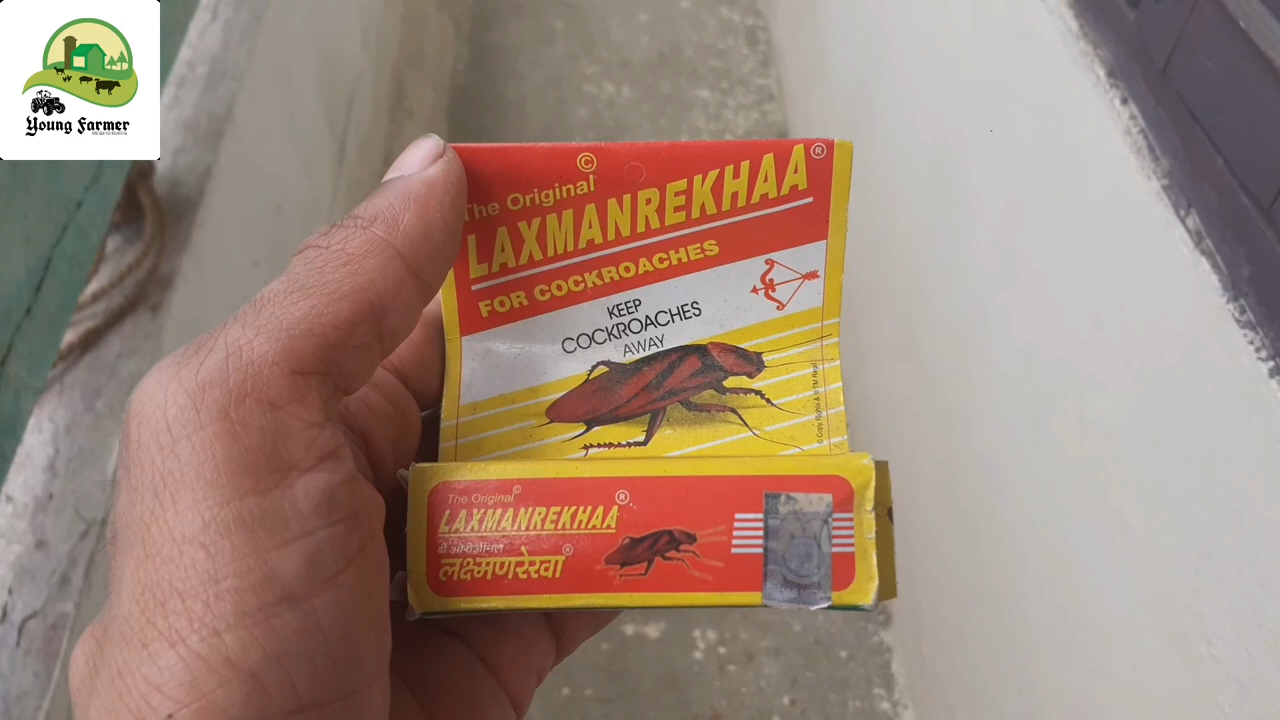 Young Farmer
The Original©
LAXMANREKHAA®
FOR COCKROACHES
KEEP
COCKROACHES
AWAY
The Original©
LAXMANREKHAA®
दी ओरीजीनल
लक्ष्मणरेखा®